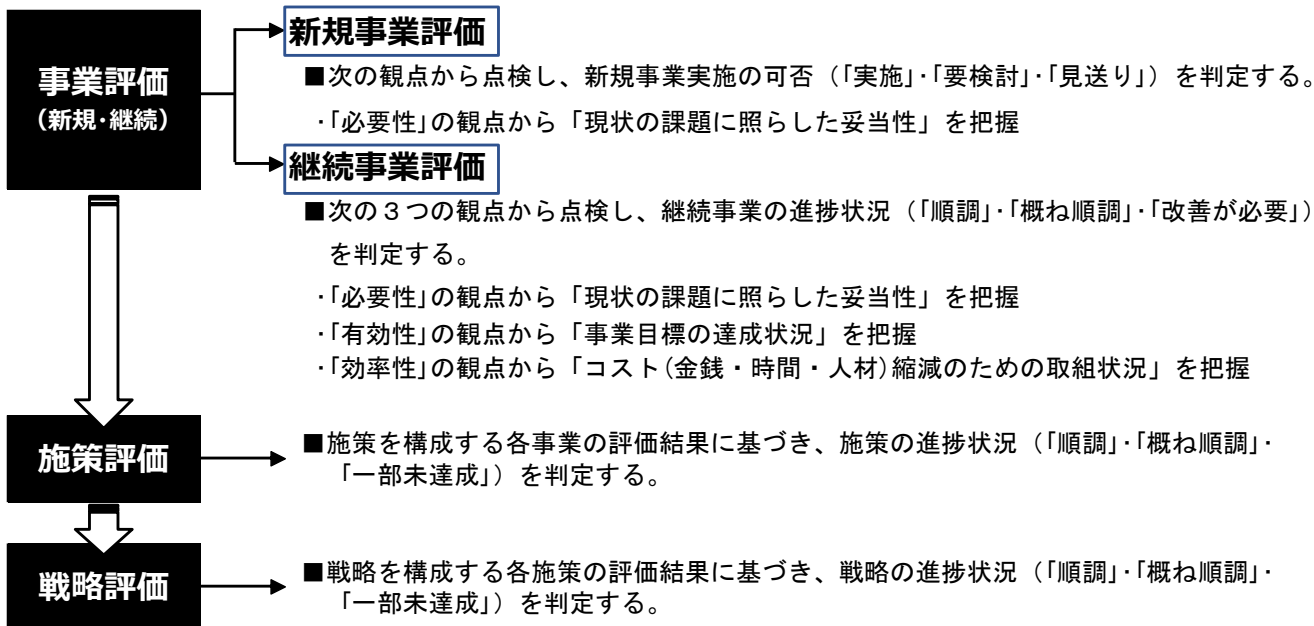 事業評価
(新規・継続)
新規事業評価
■次の観点から点検し、新規事業実施の可否（「実施」・「要検討」・「見送り」）を判定する。
・「必要性」の観点から「現状の課題に照らした妥当性」を把握
継続事業評価
■次の３つの観点から点検し、継続事業の進捗状況（「順調」・「概ね順調」・「改善が必要」）
を判定する。
・「必要性」の観点から「現状の課題に照らした妥当性」を把握
・「有効性」の観点から「事業目標の達成状況」を把握
・「効率性」の観点から「コスト(金銭・時間・人材)縮減のための取組状況」を把握
施策評価
■施策を構成する各事業の評価結果に基づき、施策の進捗状況（「順調」・「概ね順調」・
「一部未達成」）を判定する。
戦略評価
■戦略を構成する各施策の評価結果に基づき、戦略の進捗状況（「順調」・「概ね順調」・
「一部未達成」）を判定する。